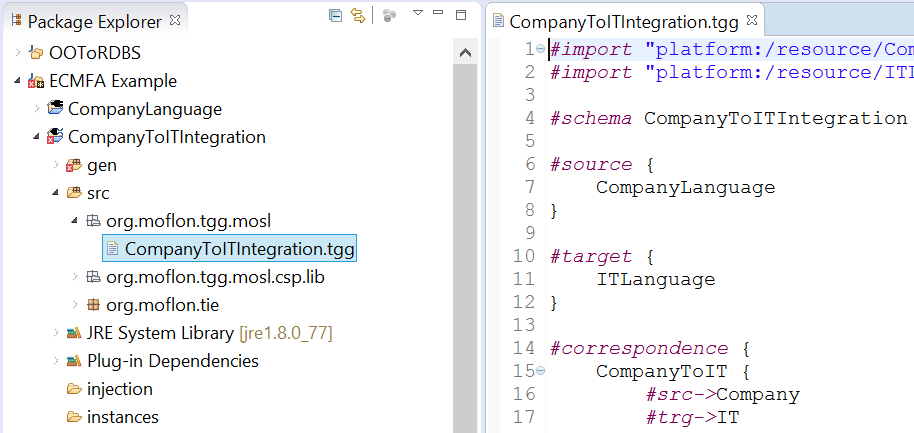 Package Explorer
OOToRDBS
ECMFA Example
CompanyLanguage
CompanyToITIntegration
gen
src
org.moflon.tgg.mosl
CompanyToITIntegration.tgg
org.moflon.tgg.mosl.csp.lib
org.moflon.tie
JRE System Library [jre1.8.0_77]
Plug-in Dependencies
injection
instances
CompanyToITIntegration.tgg
1 #import "platform:/resource/Com
2 #import "platform:/resource/ITL
3
4 #schema CompanyToITIntegration
5
6 #source {
7 CompanyLanguage
8 }
9
10 #target {
11 ITLanguage
12 }
13
14 #correspondence {
15 CompanyToIT {
16 #src->Company
17 #trg->IT